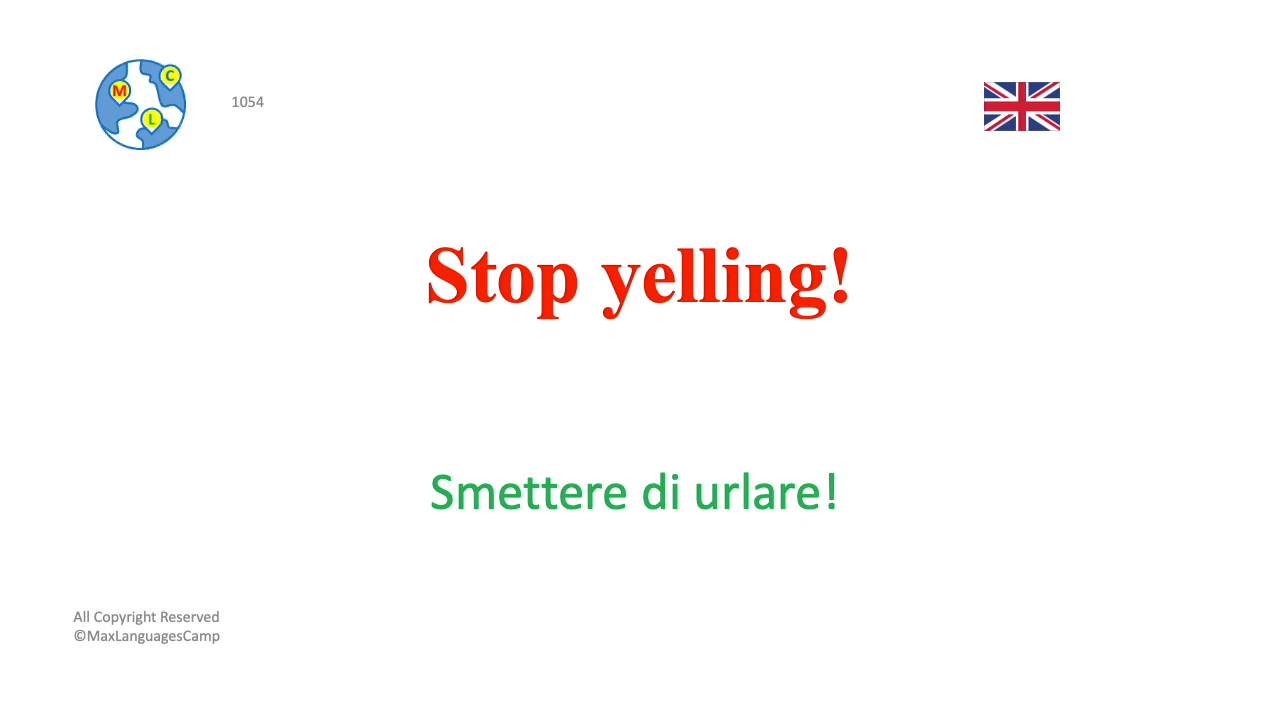 C
M
L
1054
Stop yelling!
Smettere di urlare!
All Copyright Reserved
©MaxLanguagesCamp